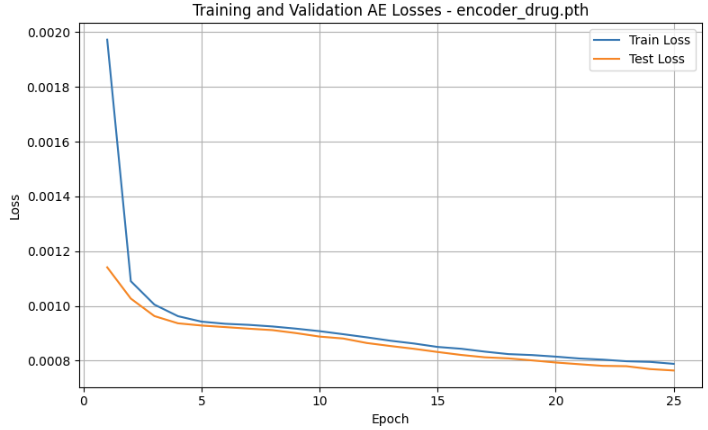 Training and Validation AE Losses - encoder_drug.pth
Train Loss
Test Loss
0.0020
0.0018
0.0016
0.0014
0.0012
0.0010
0.0008
Loss
0
5
10
15
20
25
Epoch